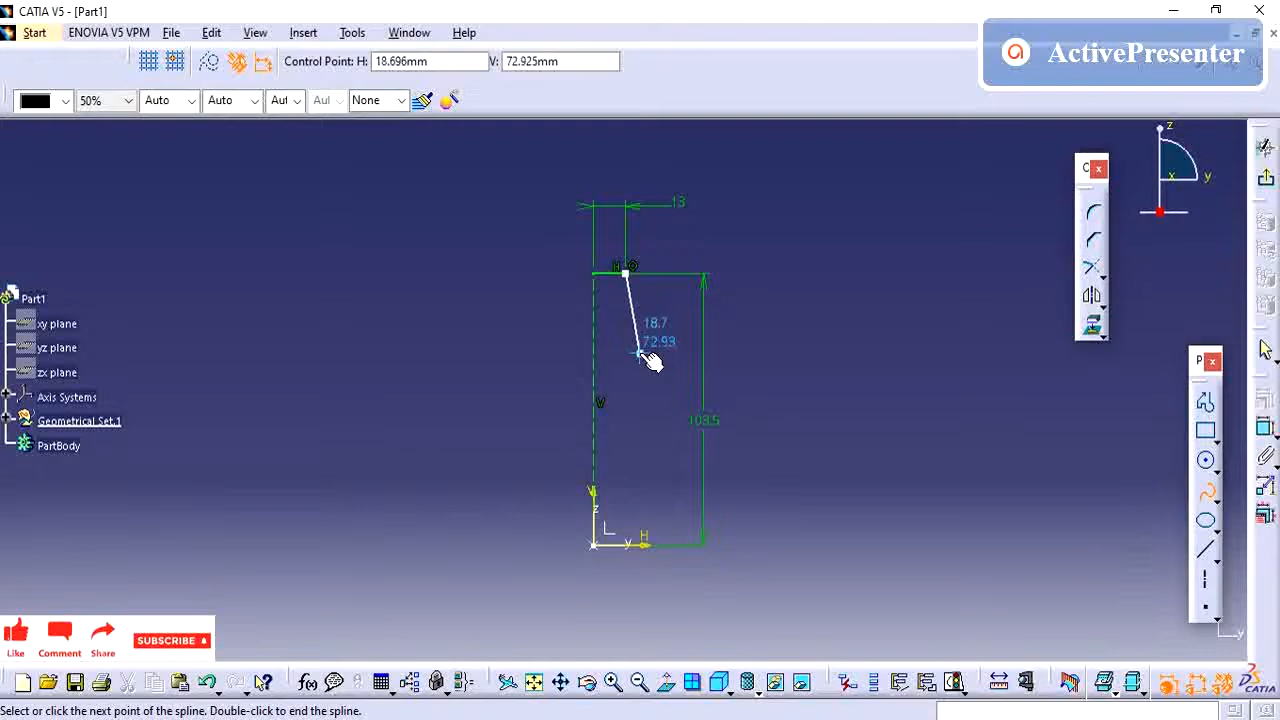 CATIA V5 - [Part1]
Start ENOVIA V5 VPM File Edit View Insert Tools Window Help
ActivePresenter
Control Point: H: 18.696mm V: 72.925mm
50% Auto Auto Aut Aut None
z
x y
C x
13
H
18.7
72.93
V
103.5
Part1
xy plane
yz plane
zx plane
Axis Systems
Geometrical Set.1
PartBody
P x
V
z
H
y
Like Comment Share SUBSCRIBE
y
f(x)
CATIA
Select or click the next point of the spline. Double-click to end the spline.